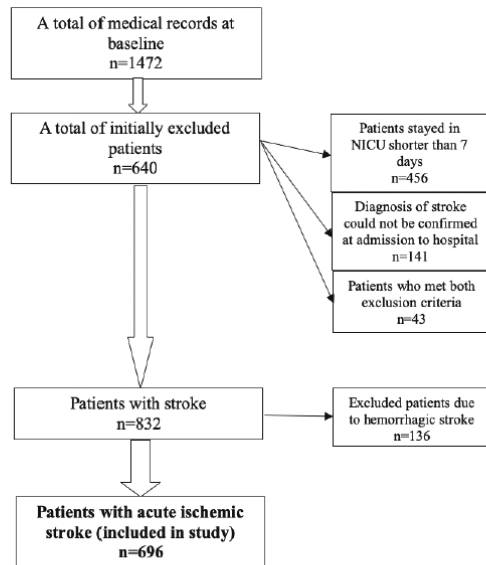 A total of medical records at
baseline
n=1472
A total of initially excluded
patients
n=640
Patients stayed in
NICU shorter than 7
days
n=456
Diagnosis of stroke
could not be confirmed
at admission to hospital
n=141
Patients who met both
exclusion criteria
n=43
Patients with stroke
n=832
Excluded patients due
to hemorrhagic stroke
n=136
Patients with acute ischemic
stroke (included in study)
n=696